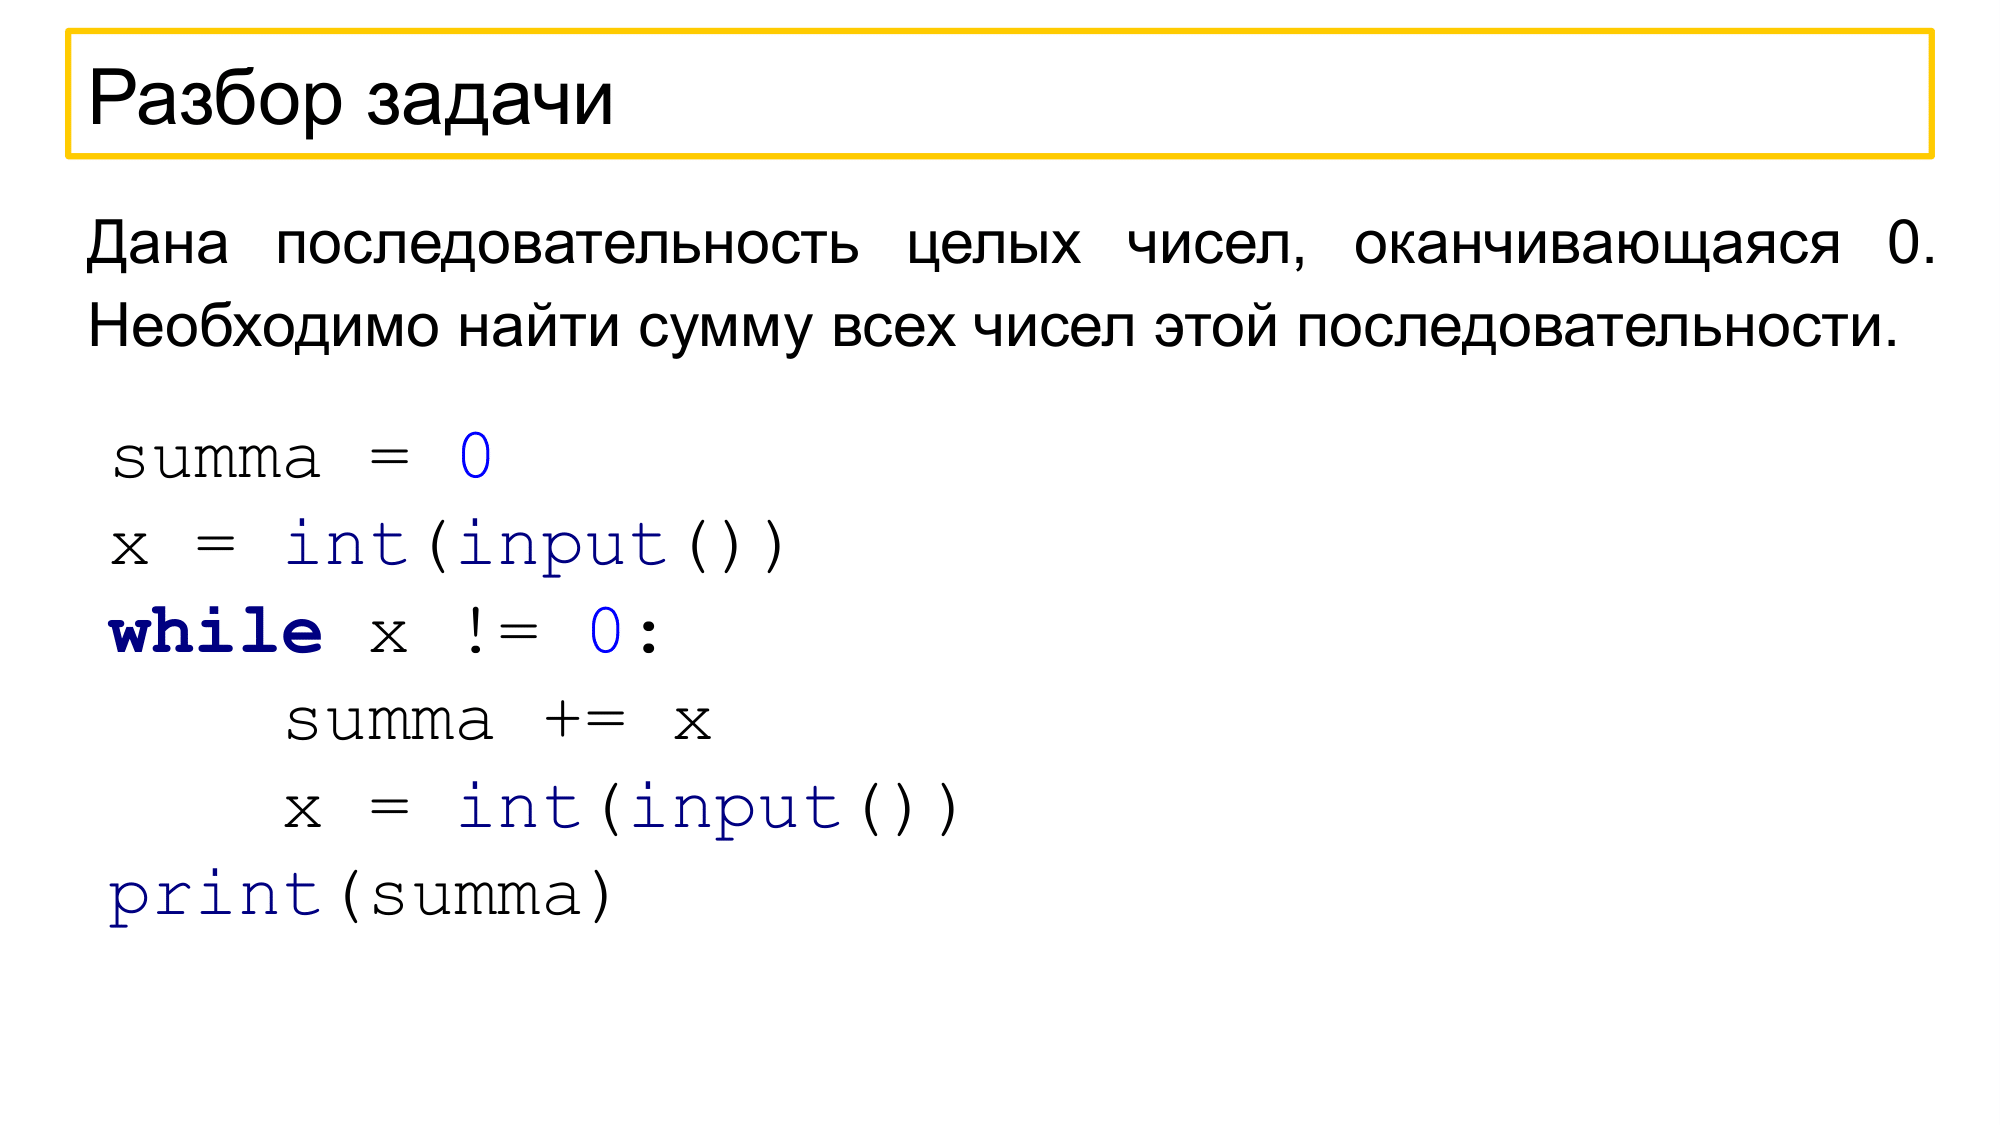 Разбор задачи
Дана последовательность целых чисел, оканчивающаяся 0.
Необходимо найти сумму всех чисел этой последовательности.
summa = 0
x = int(input())
while x != 0:
    summa += x
    x = int(input())
print(summa)